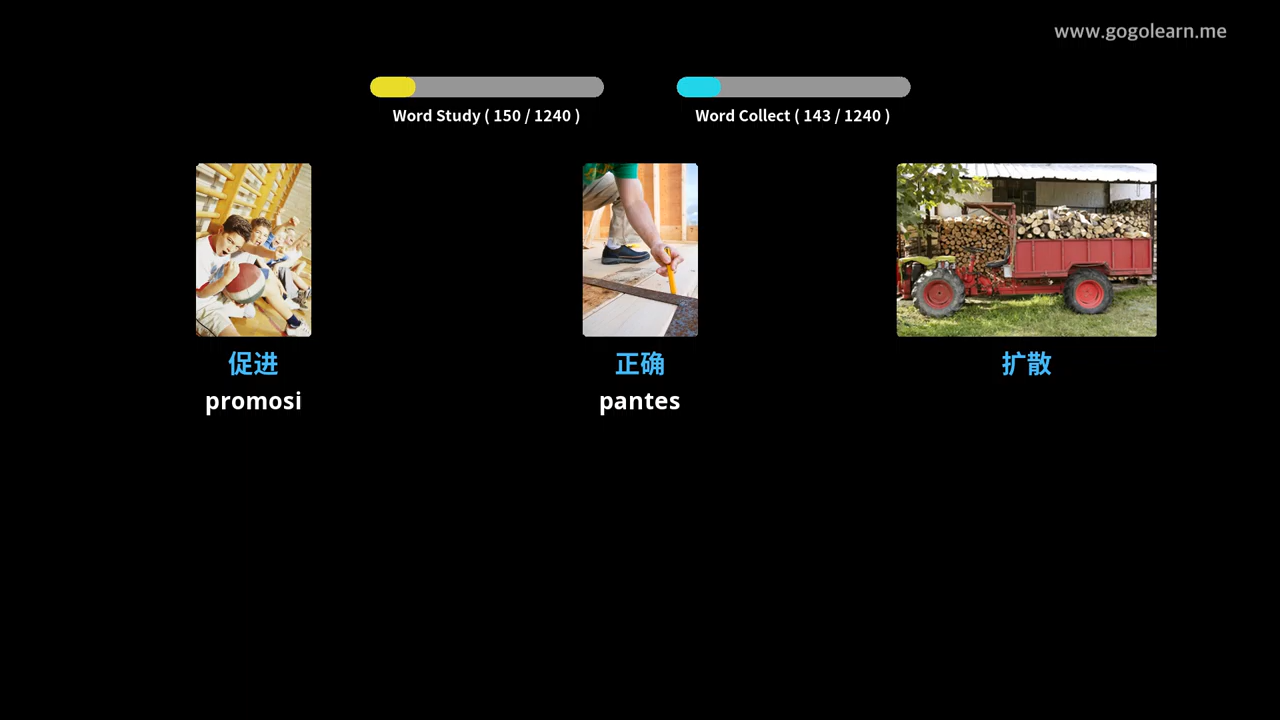 www.gogolearn.me
Word Study ( 150 / 1240 )
Word Collect ( 143 / 1240 )
促进
promosi
正确
pantes
扩散